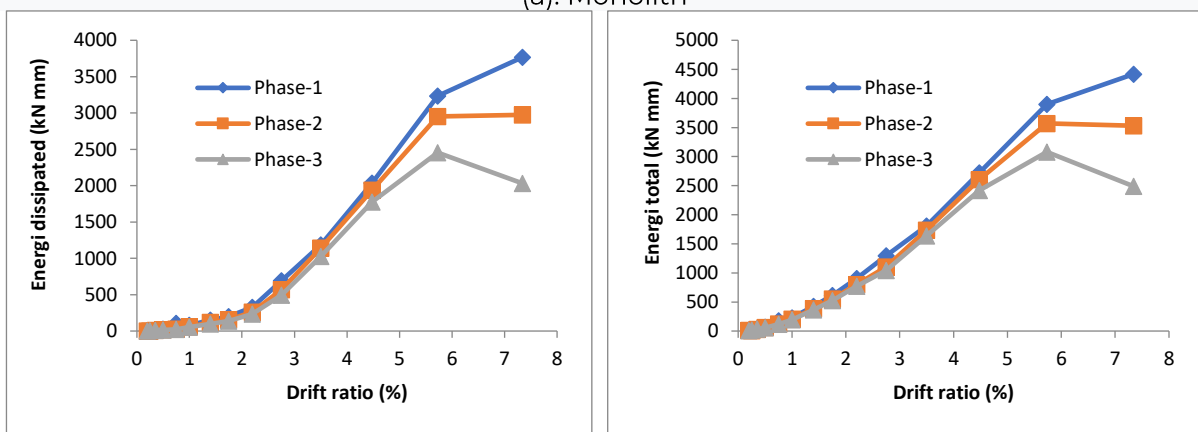 (a). Monolith
4000
3500
3000
2500
2000
1500
1000
500
0
Energi dissipated (kN mm)
Phase-1
Phase-2
Phase-3
0 1 2 3 4 5 6 7 8
Drift ratio (%)
5000
4500
4000
3500
3000
2500
2000
1500
1000
500
0
Energi total (kN mm)
Phase-1
Phase-2
Phase-3
0 1 2 3 4 5 6 7 8
Drift ratio (%)